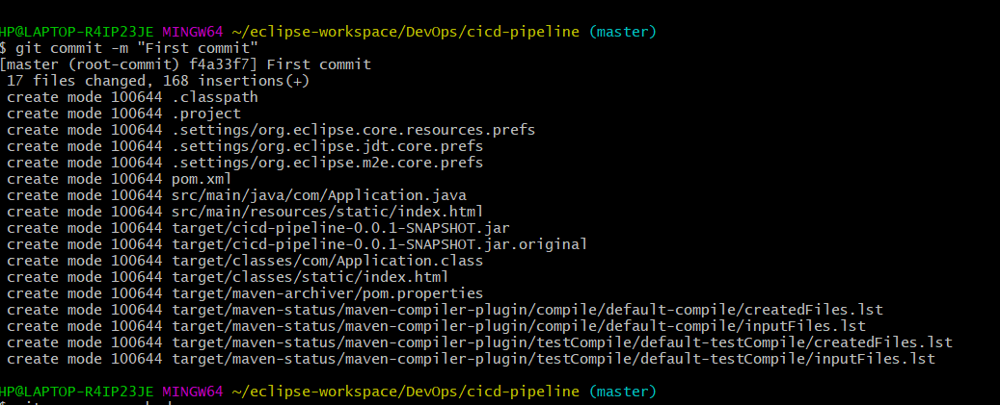 HP@LAPTOP-R4IP23JE MINGW64 ~/eclipse-workspace/DevOps/cicd-pipeline (master)
$ git commit -m "First commit"
[master (root-commit) f4a33f7] First commit
 17 files changed, 168 insertions(+)
 create mode 100644 .classpath
 create mode 100644 .project
 create mode 100644 .settings/org.eclipse.core.resources.prefs
 create mode 100644 .settings/org.eclipse.jdt.core.prefs
 create mode 100644 .settings/org.eclipse.m2e.core.prefs
 create mode 100644 pom.xml
 create mode 100644 src/main/java/com/Application.java
 create mode 100644 src/main/resources/static/index.html
 create mode 100644 target/cicd-pipeline-0.0.1-SNAPSHOT.jar
 create mode 100644 target/cicd-pipeline-0.0.1-SNAPSHOT.jar.original
 create mode 100644 target/classes/com/Application.class
 create mode 100644 target/classes/static/index.html
 create mode 100644 target/maven-archiver/pom.properties
 create mode 100644 target/maven-status/maven-compiler-plugin/compile/default-compile/createdFiles.lst
 create mode 100644 target/maven-status/maven-compiler-plugin/compile/default-compile/inputFiles.lst
 create mode 100644 target/maven-status/maven-compiler-plugin/testCompile/default-testCompile/createdFiles.lst
 create mode 100644 target/maven-status/maven-compiler-plugin/testCompile/default-testCompile/inputFiles.lst
HP@LAPTOP-R4IP23JE MINGW64 ~/eclipse-workspace/DevOps/cicd-pipeline (master)